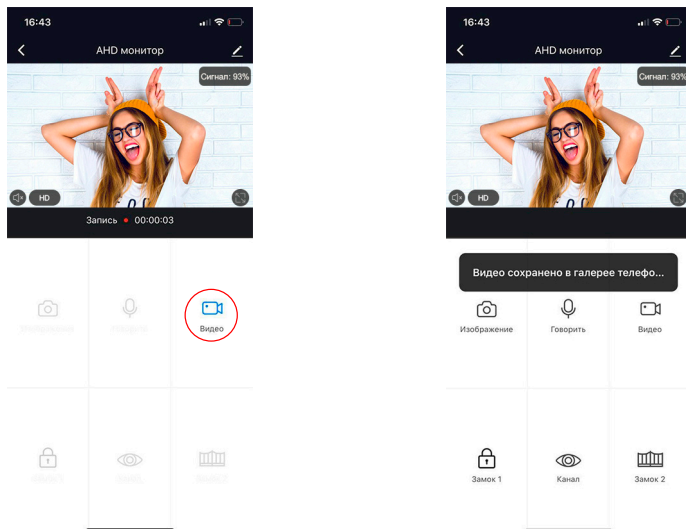 16:43
AHD монитор
Сигнал: 93%
HD
Запись 00:00:03
Видео
16:43
AHD монитор
Сигнал: 93%
HD
Видео сохранено в галерее телефо...
Изображение Говорить Видео
Замок 1 Канал Замок 2